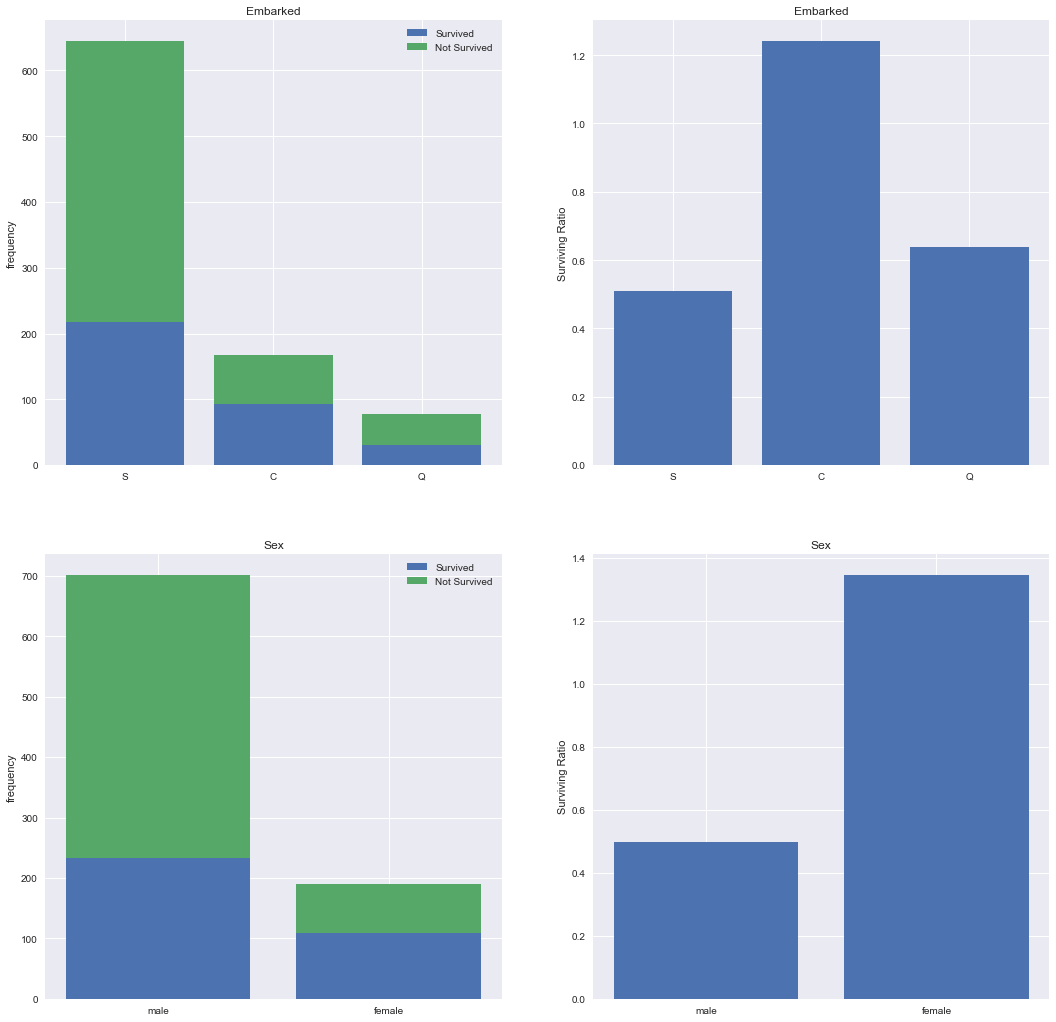 Embarked
Survived
Not Survived
frequency
600
500
400
300
200
100
0
S C Q
Embarked
Surviving Ratio
1.2
1.0
0.8
0.6
0.4
0.2
0.0
S C Q
Sex
Survived
Not Survived
frequency
700
600
500
400
300
200
100
0
male female
Sex
Surviving Ratio
1.4
1.2
1.0
0.8
0.6
0.4
0.2
0.0
male female